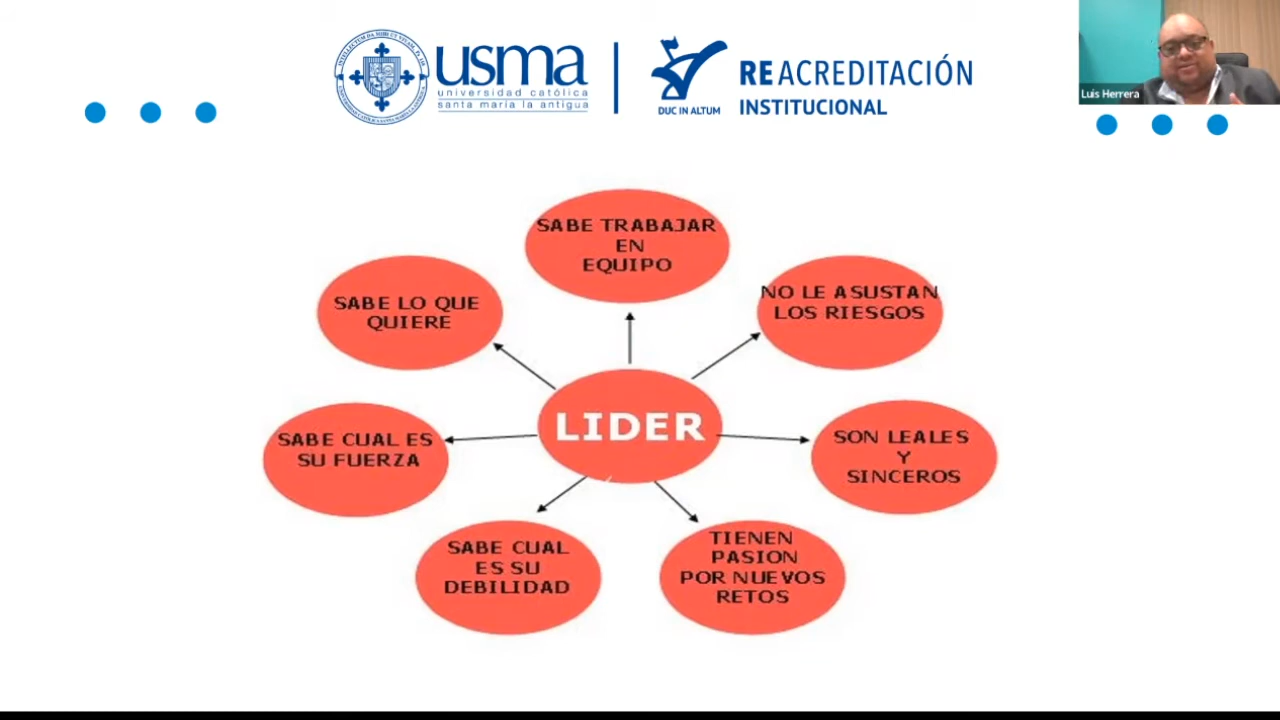 usma
universidad católica
santa maría la antigua
DUC IN ALTUM
REACREDITACIÓN
INSTITUCIONAL
Luis Herrera
SABE TRABAJAR
EN
EQUIPO
SABE LO QUE
QUIERE
NO LE ASUSTAN
LOS RIESGOS
LIDER
SABE CUAL ES
SU FUERZA
SON LEALES
Y
SINCEROS
SABE CUAL
ES SU
DEBILIDAD
TIENEN
PASION
POR NUEVOS
RETOS